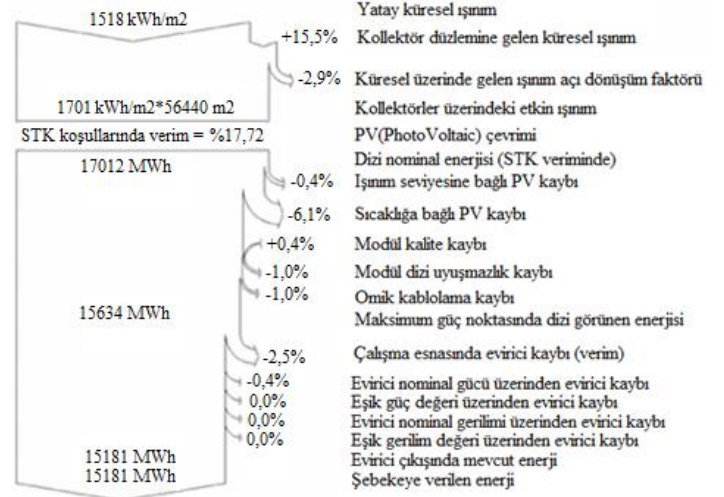 Yatay küresel ışınım
1518 kWh/m2
+15,5% Kollektör düzlemine gelen küresel ışınım
-2,9% Küresel üzerinde gelen ışınım açı dönüşüm faktörü
1701 kWh/m2*56440 m2 Kollektörler üzerindeki etkin ışınım
STK koşullarında verim = %17,72 PV(PhotoVoltaic) çevrimi
Dizi nominal enerjisi (STK veriminde)
17012 MWh
-0,4% Işınım seviyesine bağlı PV kaybı
-6,1% Sıcaklığa bağlı PV kaybı
+0,4% Modül kalite kaybı
-1,0% Modül dizi uyuşmazlık kaybı
-1,0% Omik kablolama kaybı
15634 MWh Maksimum güç noktasında dizi görünen enerjisi
-2,5% Çalışma esnasında evirici kaybı (verim)
-0,4% Evirici nominal gücü üzerinden evirici kaybı
0,0% Eşik güç değeri üzerinden evirici kaybı
0,0% Evirici nominal gerilimi üzerinden evirici kaybı
0,0% Eşik gerilim değeri üzerinden evirici kaybı
15181 MWh Evirici çıkışında mevcut enerji
15181 MWh Şebekeye verilen enerji